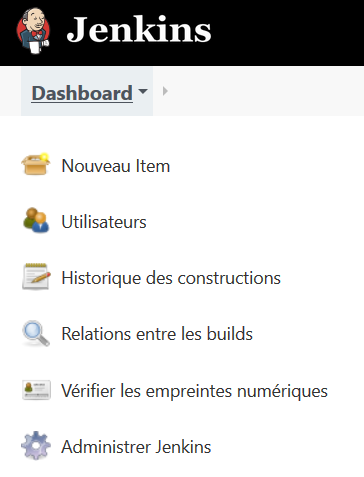 Jenkins
Dashboard
Nouveau Item
Utilisateurs
Historique des constructions
Relations entre les builds
Vérifier les empreintes numériques
Administrer Jenkins